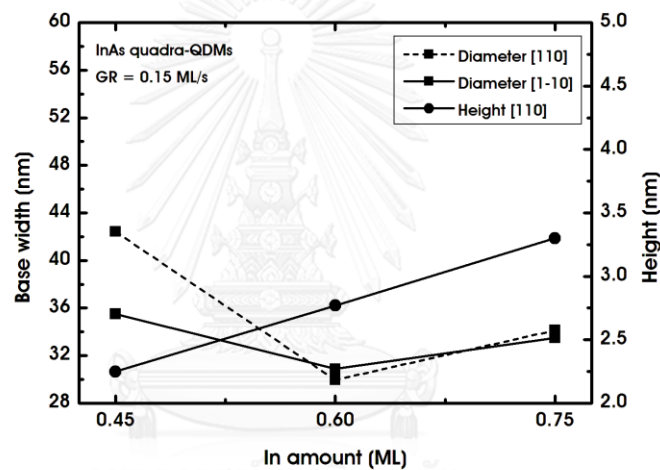 InAs quadra-QDMs
GR = 0.15 ML/s
Diameter [110]
Diameter [1-10]
Height [110]
60
56
52
48
44
40
36
32
28
Base width (nm)
5.0
4.5
4.0
3.5
3.0
2.5
2.0
Height (nm)
0.45 0.60 0.75
In amount (ML)